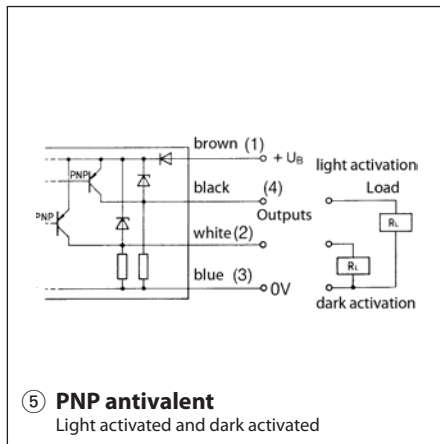 brown (1)
+ UB
light activation
PNP
black (4)
Load
Outputs
RL
PNP
white (2)
RL
blue (3)
0V
dark activation
⑤ PNP antivalent
Light activated and dark activated